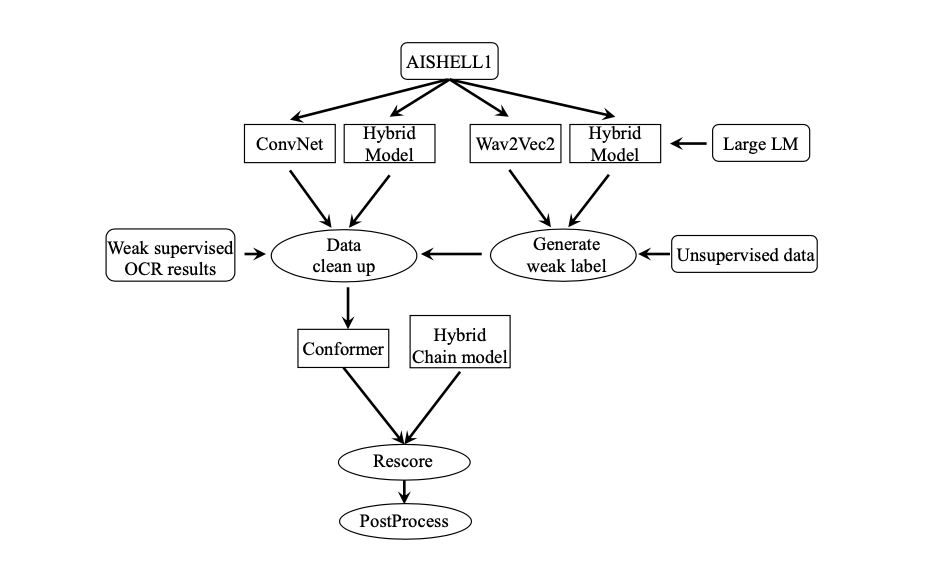 AISHELL1
ConvNet
Hybrid
Model
Wav2Vec2
Hybrid
Model
Large LM
Weak supervised
OCR results
Data
clean up
Generate
weak label
Unsupervised data
Conformer
Hybrid
Chain model
Rescore
PostProcess